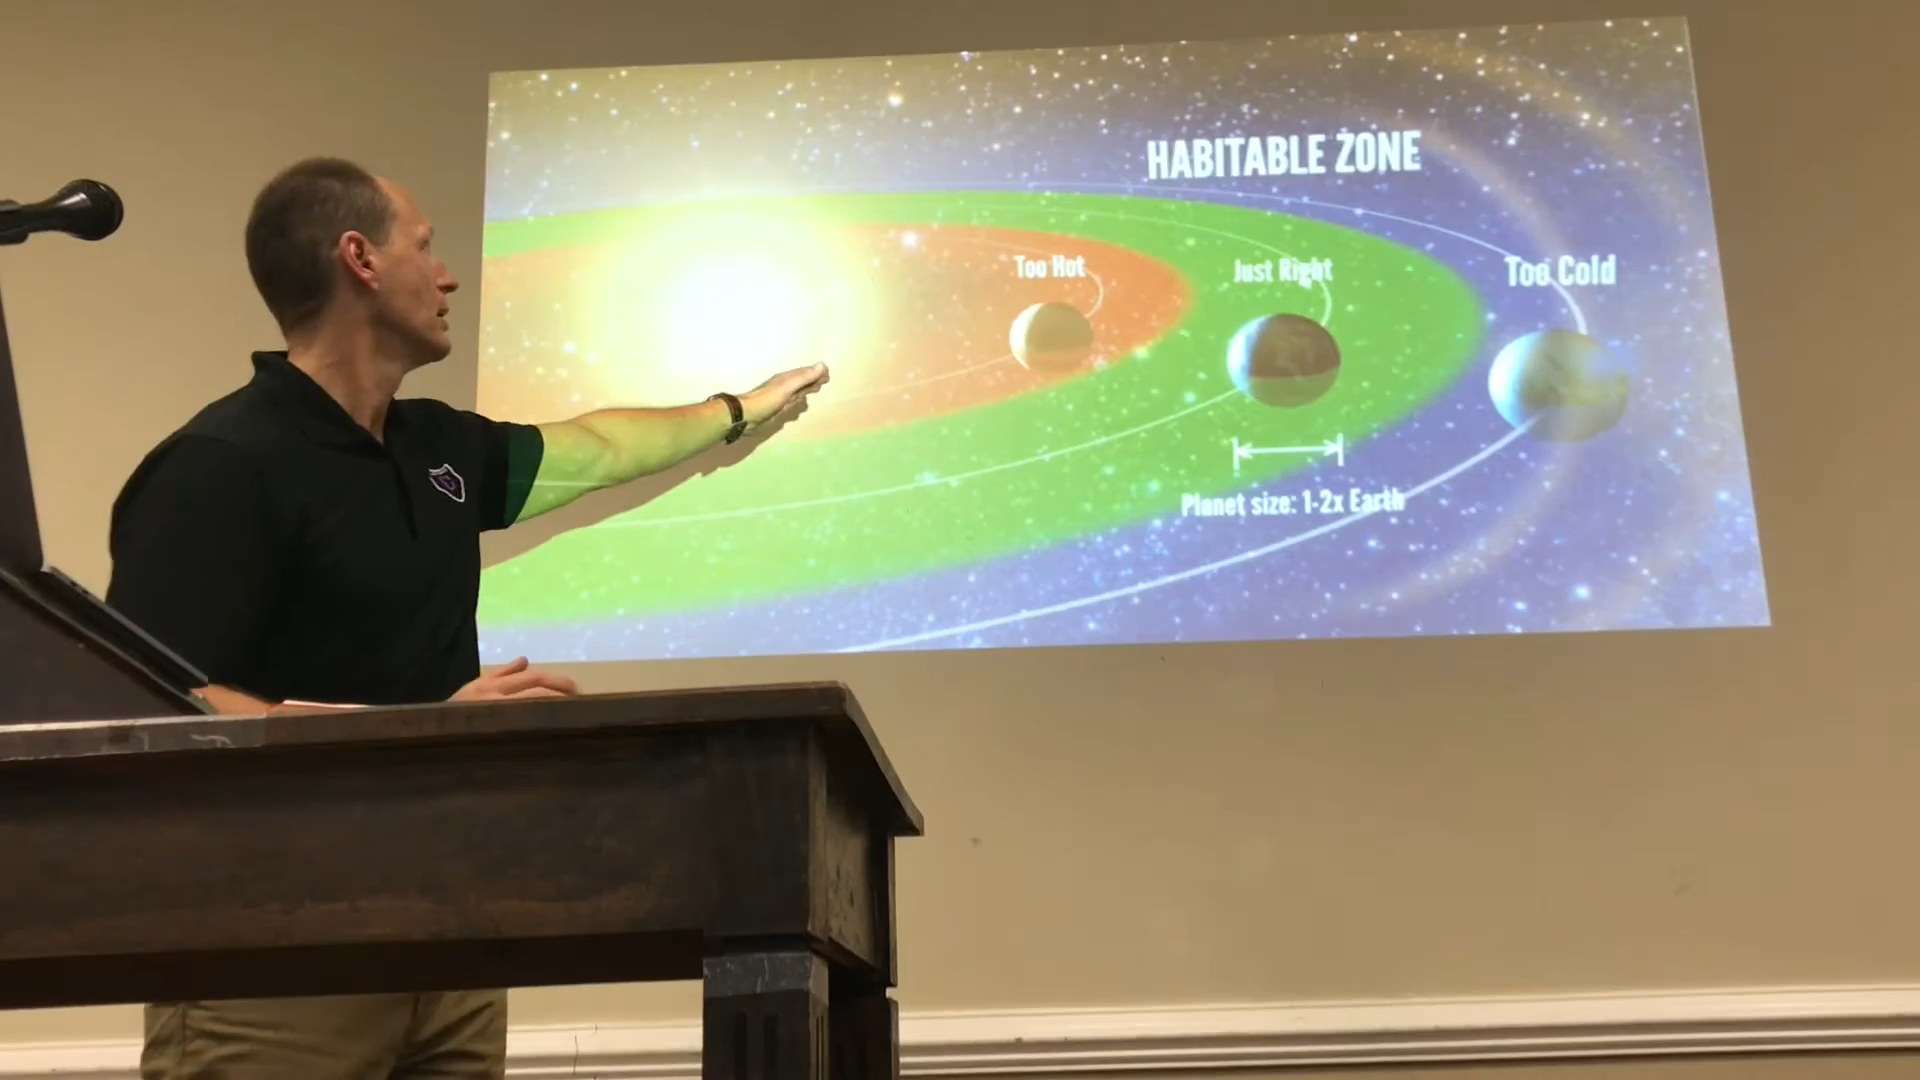 HABITABLE ZONE
Too Hot
Just Right
Too Cold
Planet size: 1-2x Earth